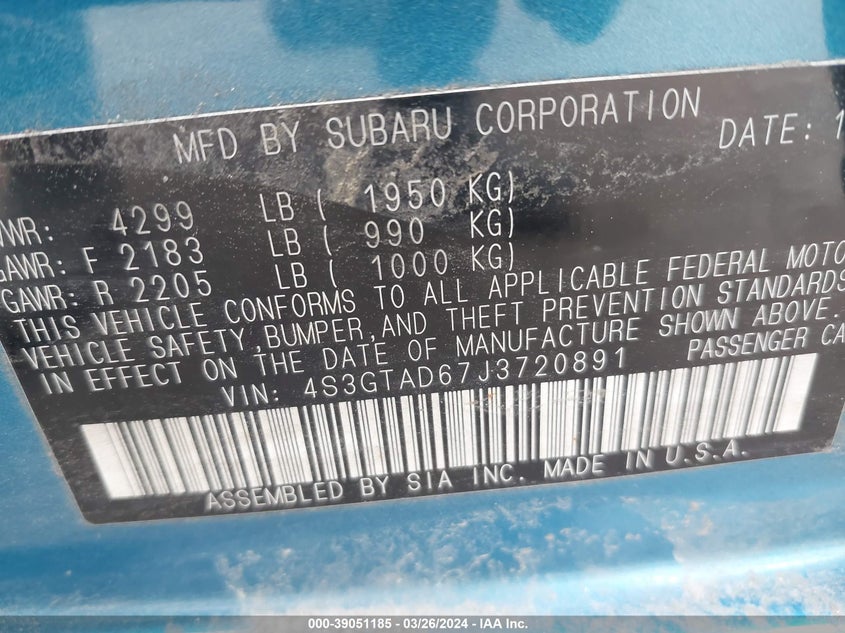 MFD BY SUBARU CORPORATION DATE: 1
WR: 4299 LB ( 1950 KG)
GAWR: F 2183 LB ( 990 KG)
GAWR: R 2205 LB ( 1000 KG)
THIS VEHICLE CONFORMS TO ALL APPLICABLE FEDERAL MOTO
VEHICLE SAFETY,BUMPER,AND THEFT PREVENTION STANDARDS
IN EFFECT ON THE DATE OF MANUFACTURE SHOWN ABOVE.
VIN: 4S3GTAD67J3720891 PASSENGER CA
ASSEMBLED BY SIA INC. MADE IN U.S.A.
000-39051185 - 03/26/2024 - IAA Inc.